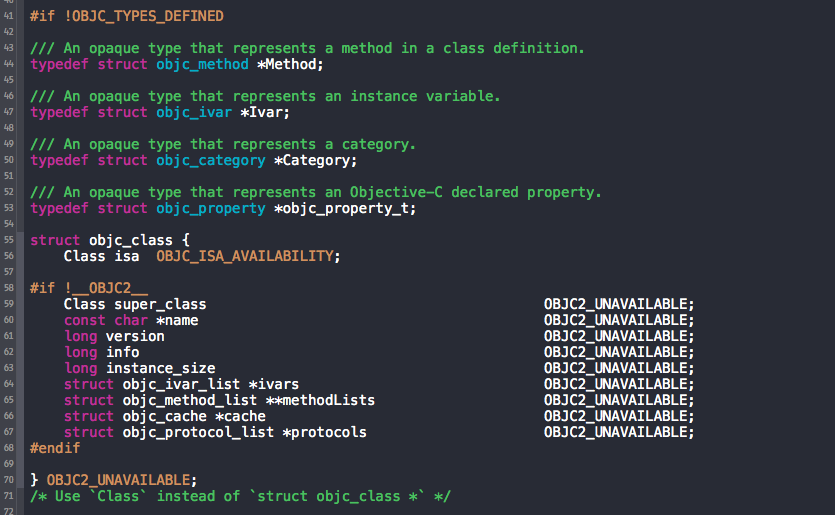 41 #if !OBJC_TYPES_DEFINED
42
43 /// An opaque type that represents a method in a class definition.
44 typedef struct objc_method *Method;
45
46 /// An opaque type that represents an instance variable.
47 typedef struct objc_ivar *Ivar;
48
49 /// An opaque type that represents a category.
50 typedef struct objc_category *Category;
51
52 /// An opaque type that represents an Objective-C declared property.
53 typedef struct objc_property *objc_property_t;
54
55 struct objc_class {
56     Class isa  OBJC_ISA_AVAILABILITY;
57
58 #if !__OBJC2__
59     Class super_class                                        OBJC2_UNAVAILABLE;
60     const char *name                                         OBJC2_UNAVAILABLE;
61     long version                                             OBJC2_UNAVAILABLE;
62     long info                                                OBJC2_UNAVAILABLE;
63     long instance_size                                       OBJC2_UNAVAILABLE;
64     struct objc_ivar_list *ivars                             OBJC2_UNAVAILABLE;
65     struct objc_method_list **methodLists                    OBJC2_UNAVAILABLE;
66     struct objc_cache *cache                                 OBJC2_UNAVAILABLE;
67     struct objc_protocol_list *protocols                     OBJC2_UNAVAILABLE;
68 #endif
69
70 } OBJC2_UNAVAILABLE;
71 /* Use `Class` instead of `struct objc_class *` */
72